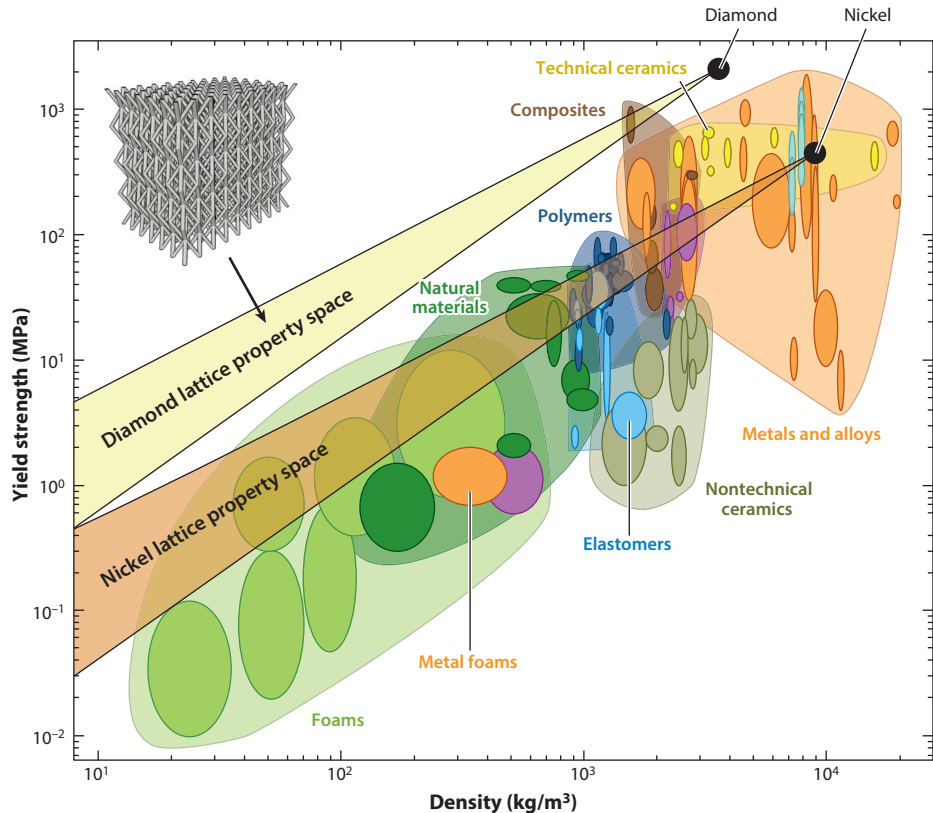 Diamond
Nickel
Technical ceramics
Composites
Polymers
Natural
materials
Diamond lattice property space
Nickel lattice property space
Metals and alloys
Nontechnical
ceramics
Elastomers
Metal foams
Foams
Yield strength (MPa)
10³
10²
10¹
10⁰
10⁻¹
10⁻²
10¹
10²
10³
10⁴
Density (kg/m³)